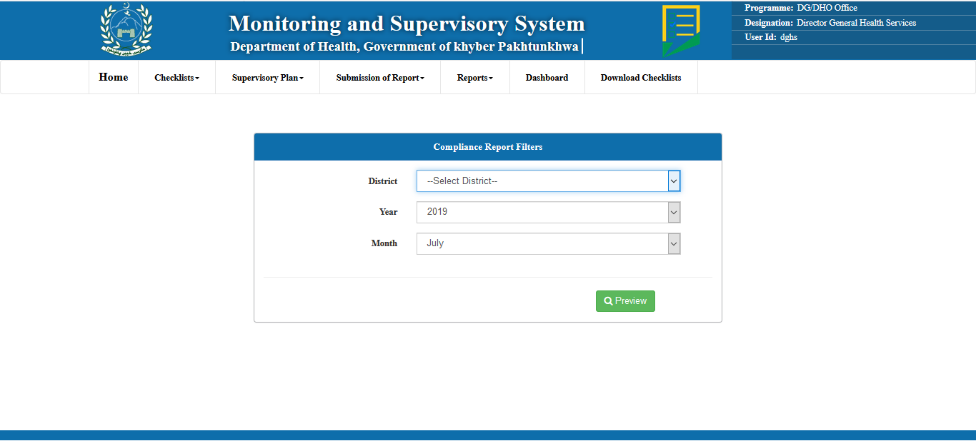 Monitoring and Supervisory System
Department of Health, Government of khyber Pakhtunkhwa
Programme: DG/DHO Office
Designation: Director General Health Services
User Id: dghs
Home Checklists Supervisory Plan Submission of Report Reports Dashboard Download Checklists
Compliance Report Filters
District --Select District--
Year 2019
Month July
Preview